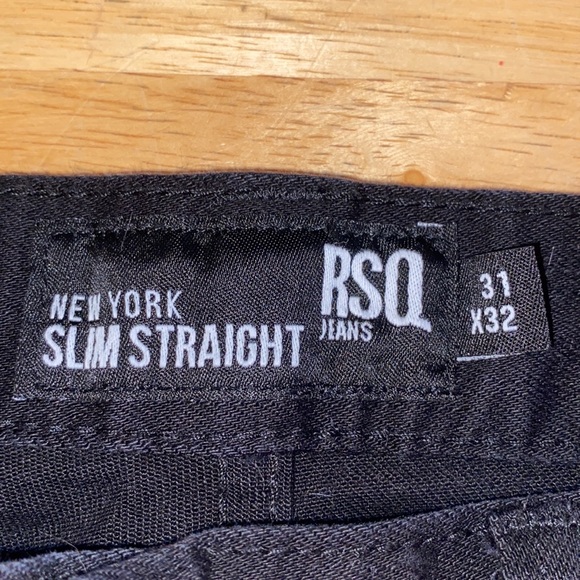 NEW YORK
SLIM STRAIGHT
RSQ
JEANS
31
X32